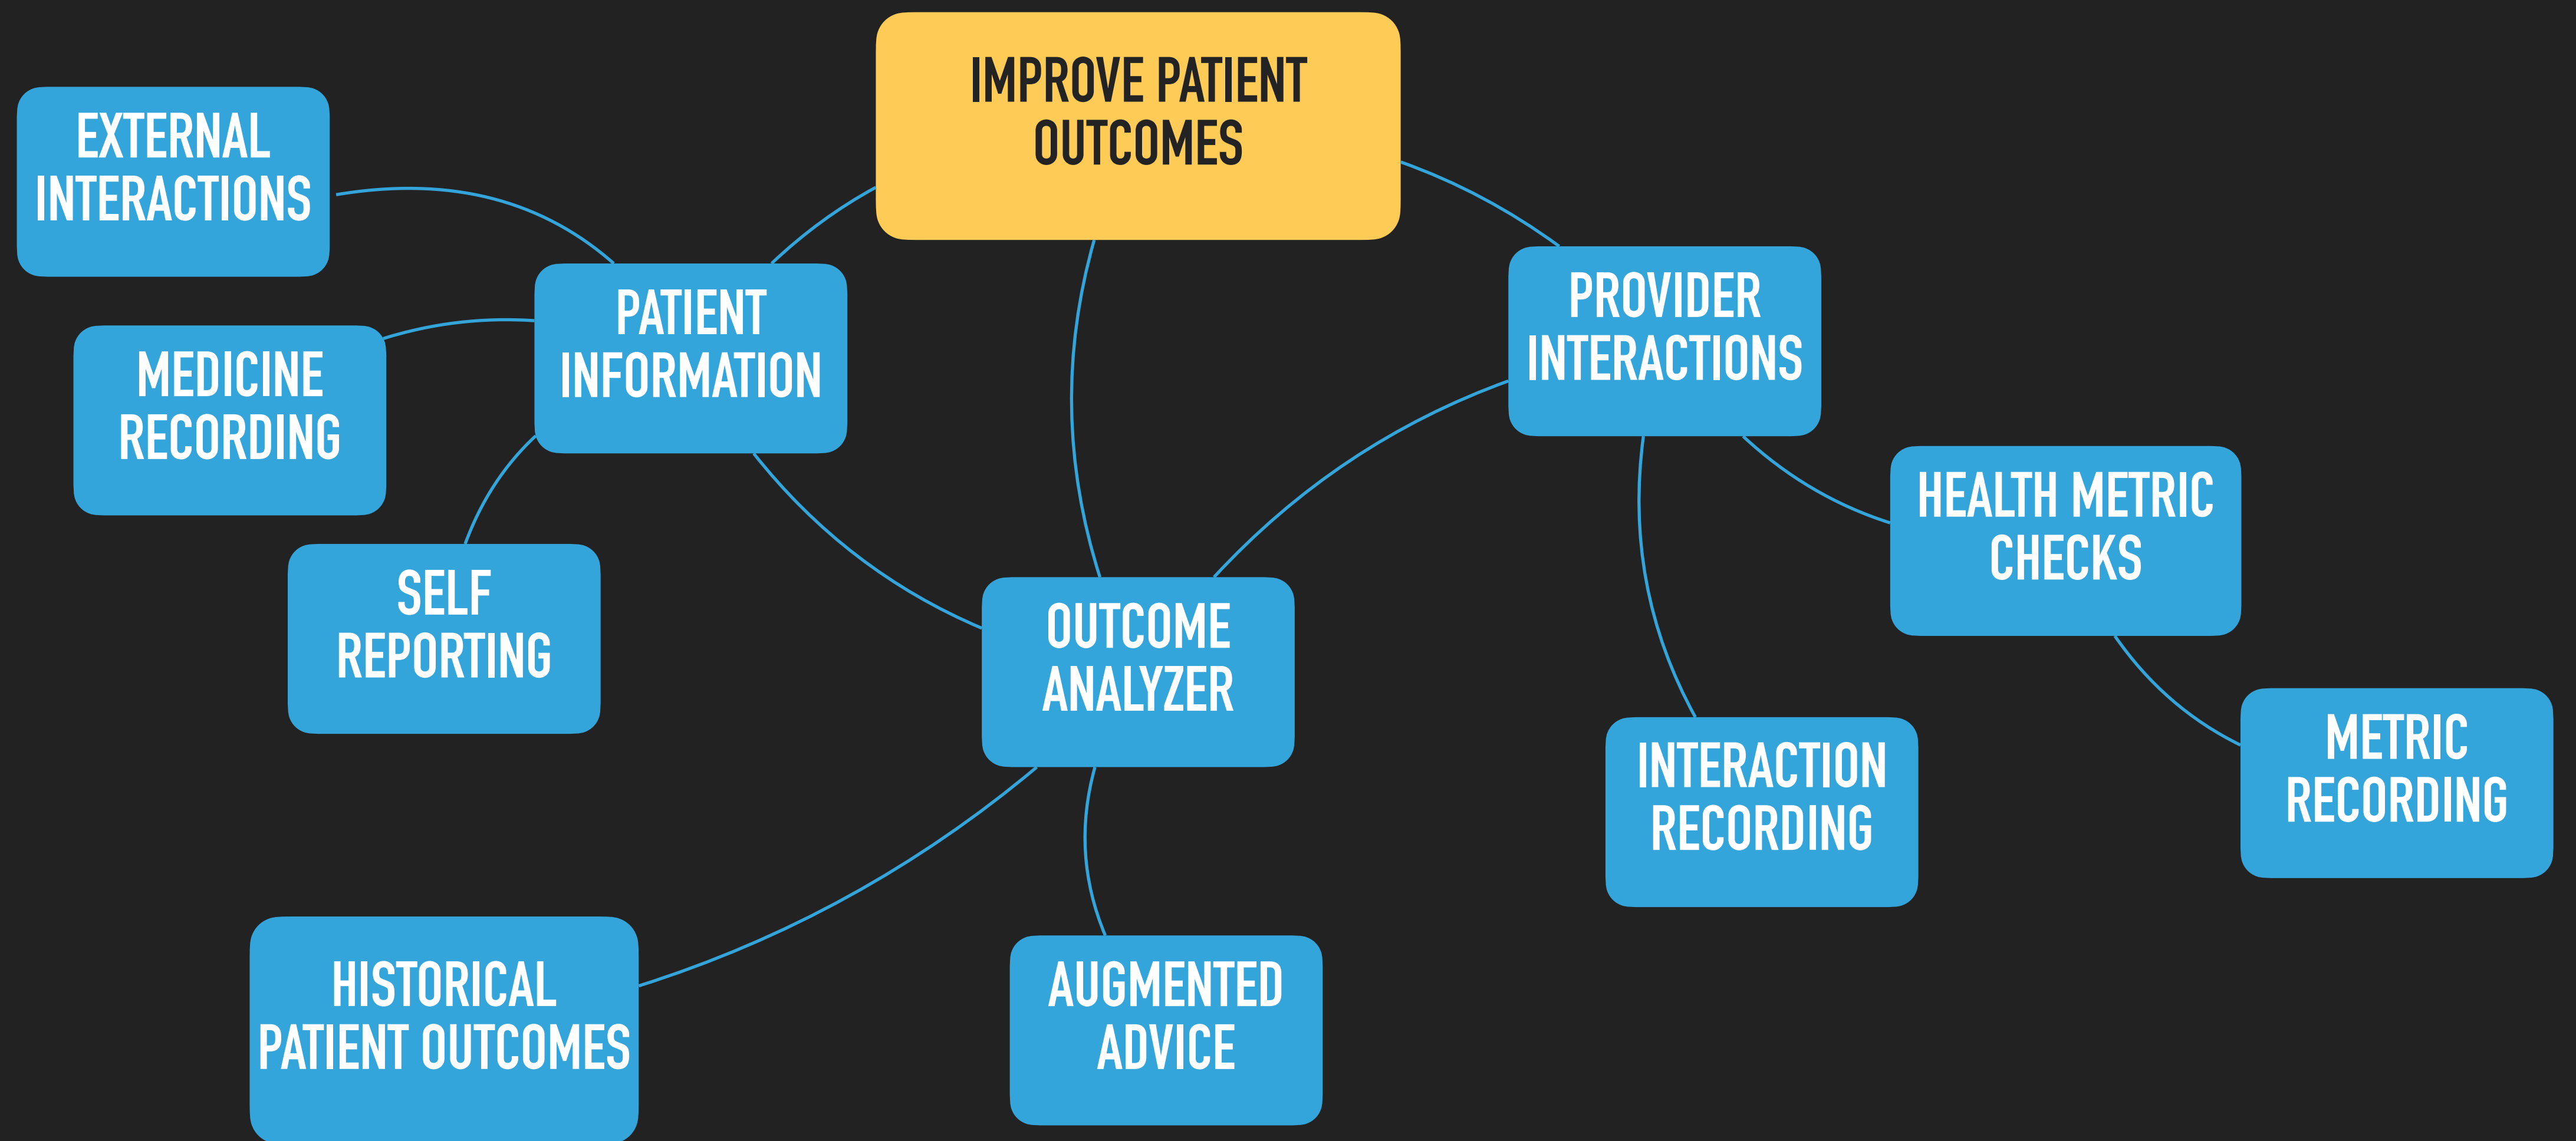 IMPROVE PATIENT
OUTCOMES
EXTERNAL
INTERACTIONS
PATIENT
INFORMATION
PROVIDER
INTERACTIONS
MEDICINE
RECORDING
HEALTH METRIC
CHECKS
SELF
REPORTING
OUTCOME
ANALYZER
METRIC
RECORDING
INTERACTION
RECORDING
HISTORICAL
PATIENT OUTCOMES
AUGMENTED
ADVICE